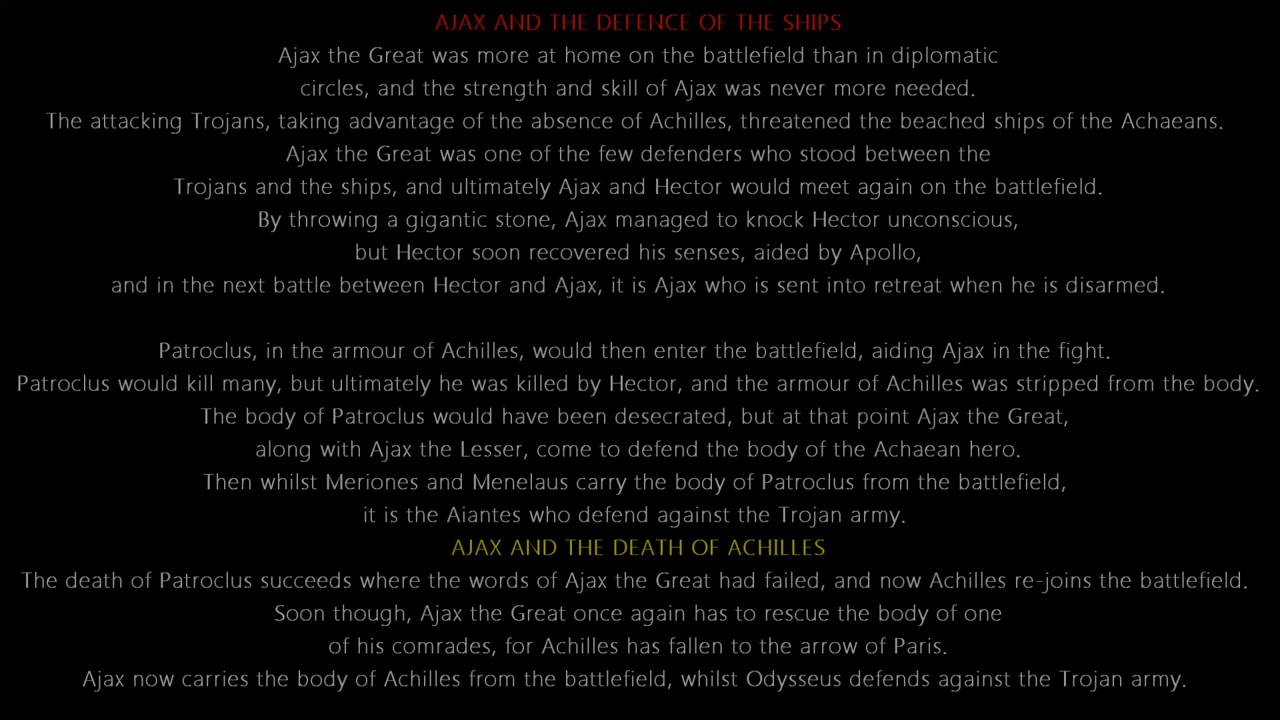 AJAX AND THE DEFENCE OF THE SHIPS
Ajax the Great was more at home on the battlefield than in diplomatic
circles, and the strength and skill of Ajax was never more needed.
The attacking Trojans, taking advantage of the absence of Achilles, threatened the beached ships of the Achaeans.
Ajax the Great was one of the few defenders who stood between the
Trojans and the ships, and ultimately Ajax and Hector would meet again on the battlefield.
By throwing a gigantic stone, Ajax managed to knock Hector unconscious,
but Hector soon recovered his senses, aided by Apollo,
and in the next battle between Hector and Ajax, it is Ajax who is sent into retreat when he is disarmed.
Patroclus, in the armour of Achilles, would then enter the battlefield, aiding Ajax in the fight.
Patroclus would kill many, but ultimately he was killed by Hector, and the armour of Achilles was stripped from the body.
The body of Patroclus would have been desecrated, but at that point Ajax the Great,
along with Ajax the Lesser, come to defend the body of the Achaean hero.
Then whilst Meriones and Menelaus carry the body of Patroclus from the battlefield,
it is the Aiantes who defend against the Trojan army.
AJAX AND THE DEATH OF ACHILLES
The death of Patroclus succeeds where the words of Ajax the Great had failed, and now Achilles re-joins the battlefield.
Soon though, Ajax the Great once again has to rescue the body of one
of his comrades, for Achilles has fallen to the arrow of Paris.
Ajax now carries the body of Achilles from the battlefield, whilst Odysseus defends against the Trojan army.